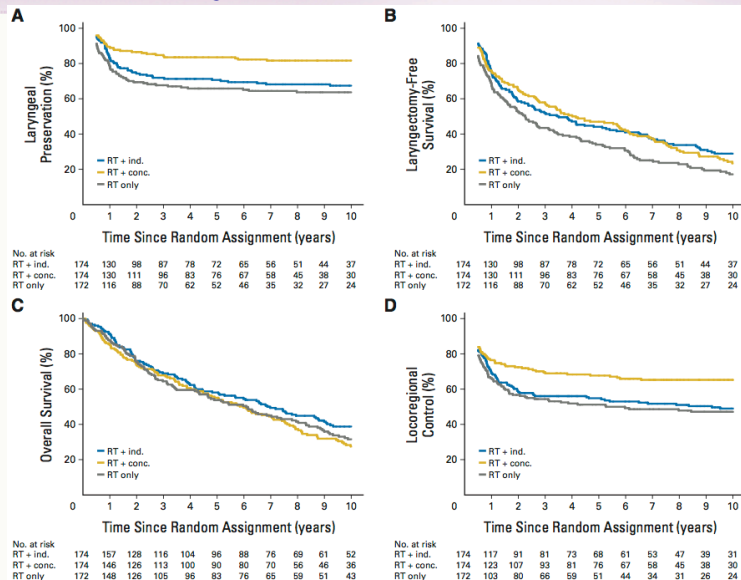 A
100
80
60
40
20
Laryngeal
Preservation (%)
RT + ind.
RT + conc.
RT only
0 1 2 3 4 5 6 7 8 9 10
Time Since Random Assignment (years)
No. at risk
RT + ind. 174 130 98 87 78 72 65 56 51 44 37
RT + conc. 174 130 111 96 83 76 67 58 45 38 30
RT only 172 116 88 70 62 52 46 35 32 27 24
B
100
80
60
40
20
Laryngectomy-Free
Survival (%)
RT + ind.
RT + conc.
RT only
0 1 2 3 4 5 6 7 8 9 10
Time Since Random Assignment (years)
No. at risk
RT + ind. 174 130 98 87 78 72 65 56 51 44 37
RT + conc. 174 130 111 96 83 76 67 58 45 38 30
RT only 172 116 88 70 62 52 46 35 32 27 24
C
100
80
60
40
20
Overall Survival (%)
RT + ind.
RT + conc.
RT only
0 1 2 3 4 5 6 7 8 9 10
Time Since Random Assignment (years)
No. at risk
RT + ind. 174 157 128 116 104 96 88 76 69 61 52
RT + conc. 174 146 126 113 100 90 80 70 56 46 36
RT only 172 148 126 105 96 83 76 65 59 51 43
D
100
80
60
40
20
Locoregional
Control (%)
RT + ind.
RT + conc.
RT only
0 1 2 3 4 5 6 7 8 9 10
Time Since Random Assignment (years)
No. at risk
RT + ind. 174 117 91 81 73 68 61 53 47 39 31
RT + conc. 174 123 107 93 81 76 67 58 45 38 30
RT only 172 103 80 66 59 51 44 34 31 26 24